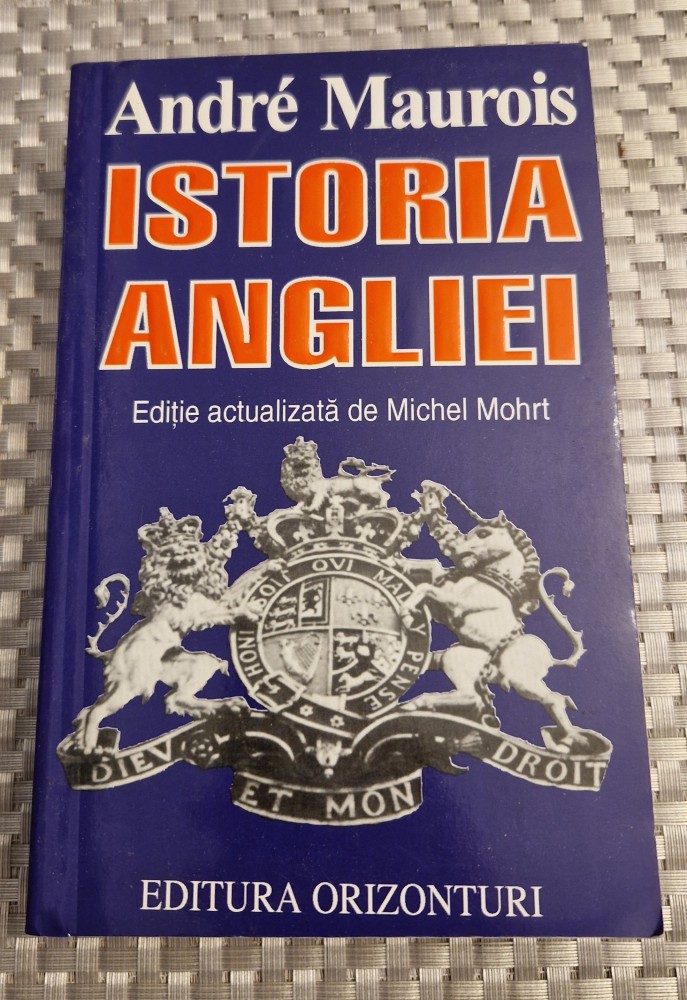 André Maurois
ISTORIA
ANGLIEI
Ediţie actualizată de Michel Mohrt
HONI SOIT QVI MAL Y PENSE
DIEV ET MON DROIT
EDITURA ORIZONTURI